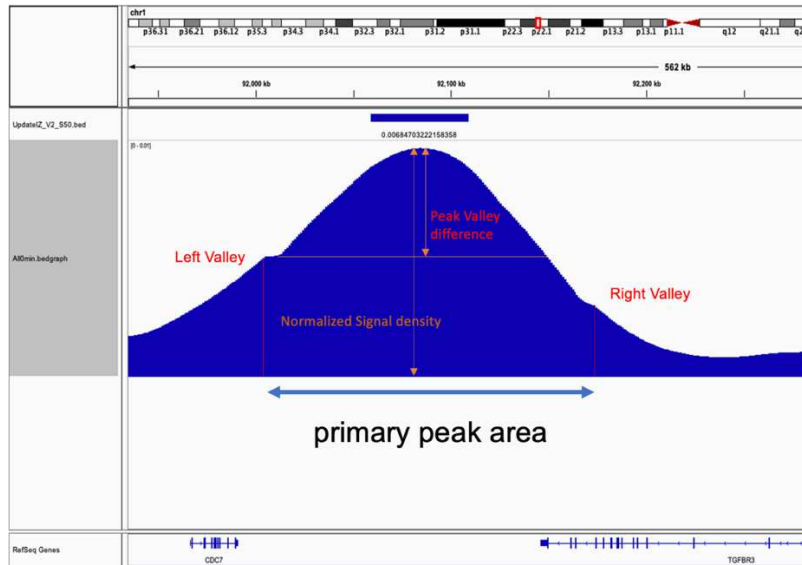 chr1
p36.31 p36.21 p36.12 p35.3 p34.3 p34.1 p32.3 p32.1 p31.2 p31.1 p22.3 p22.1 p21.2 p13.3 p13.1 p11.1 q12 q21.1
562 kb
92,000 kb 92,100 kb 92,200 kb
UpdateIZ_V2_S50.bed
0.00684703222158358
[0 - 0.01]
Peak Valley
difference
Left Valley
All0min.bedgraph
Right Valley
Normalized Signal density
primary peak area
RefSeq Genes
CDC7 TGFBR3